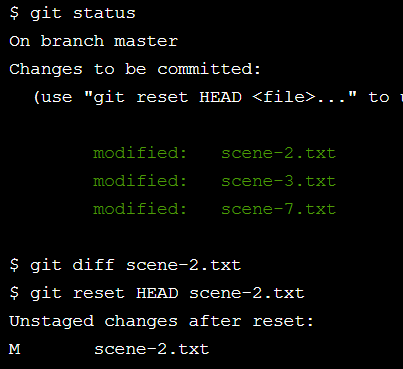 $ git status
On branch master
Changes to be committed:
(use "git reset HEAD <file>..." to
modified: scene-2.txt
modified: scene-3.txt
modified: scene-7.txt
$ git diff scene-2.txt
$ git reset HEAD scene-2.txt
Unstaged changes after reset:
M scene-2.txt